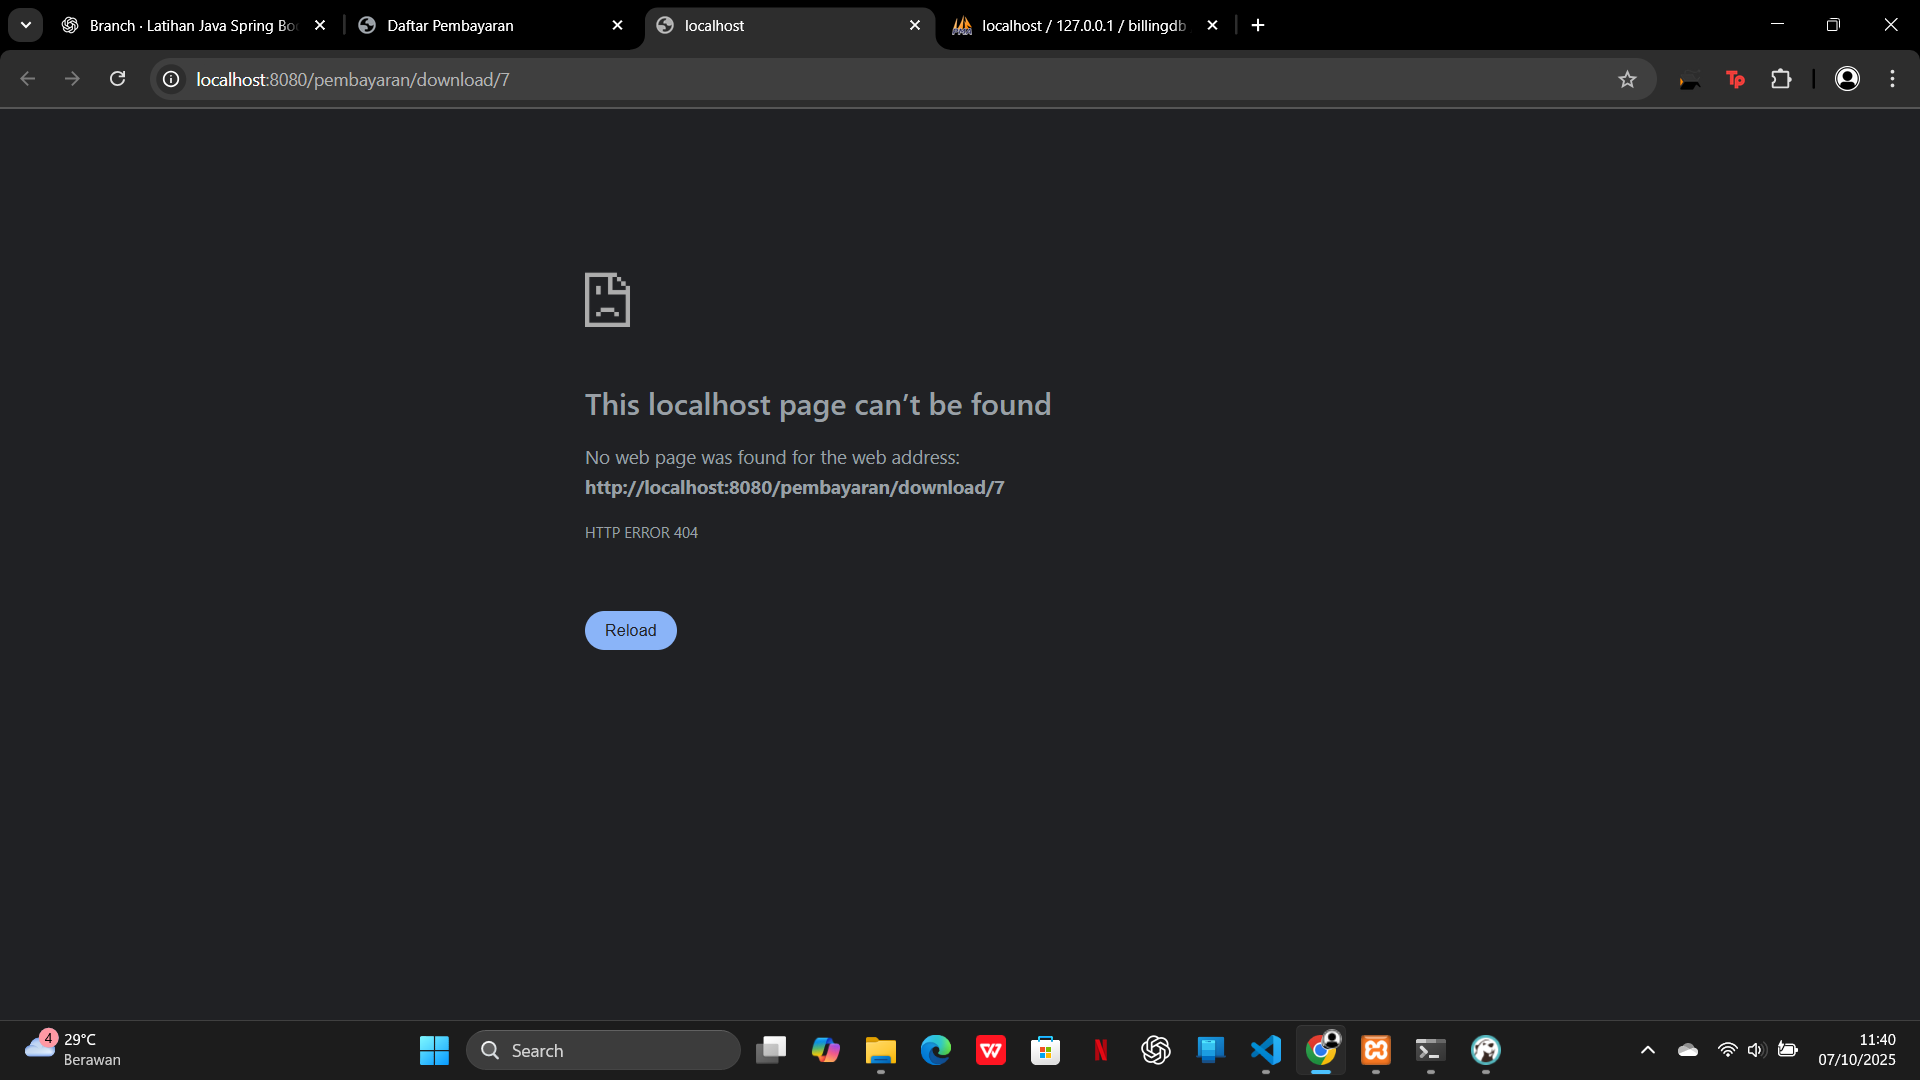 Branch · Latihan Java Spring Boo
Daftar Pembayaran
localhost
localhost / 127.0.0.1 / billingdb
localhost:8080/pembayaran/download/7
Tp
This localhost page can’t be found
No web page was found for the web address:
http://localhost:8080/pembayaran/download/7
HTTP ERROR 404
Reload
4
29°C
Berawan
Search
11:40
07/10/2025